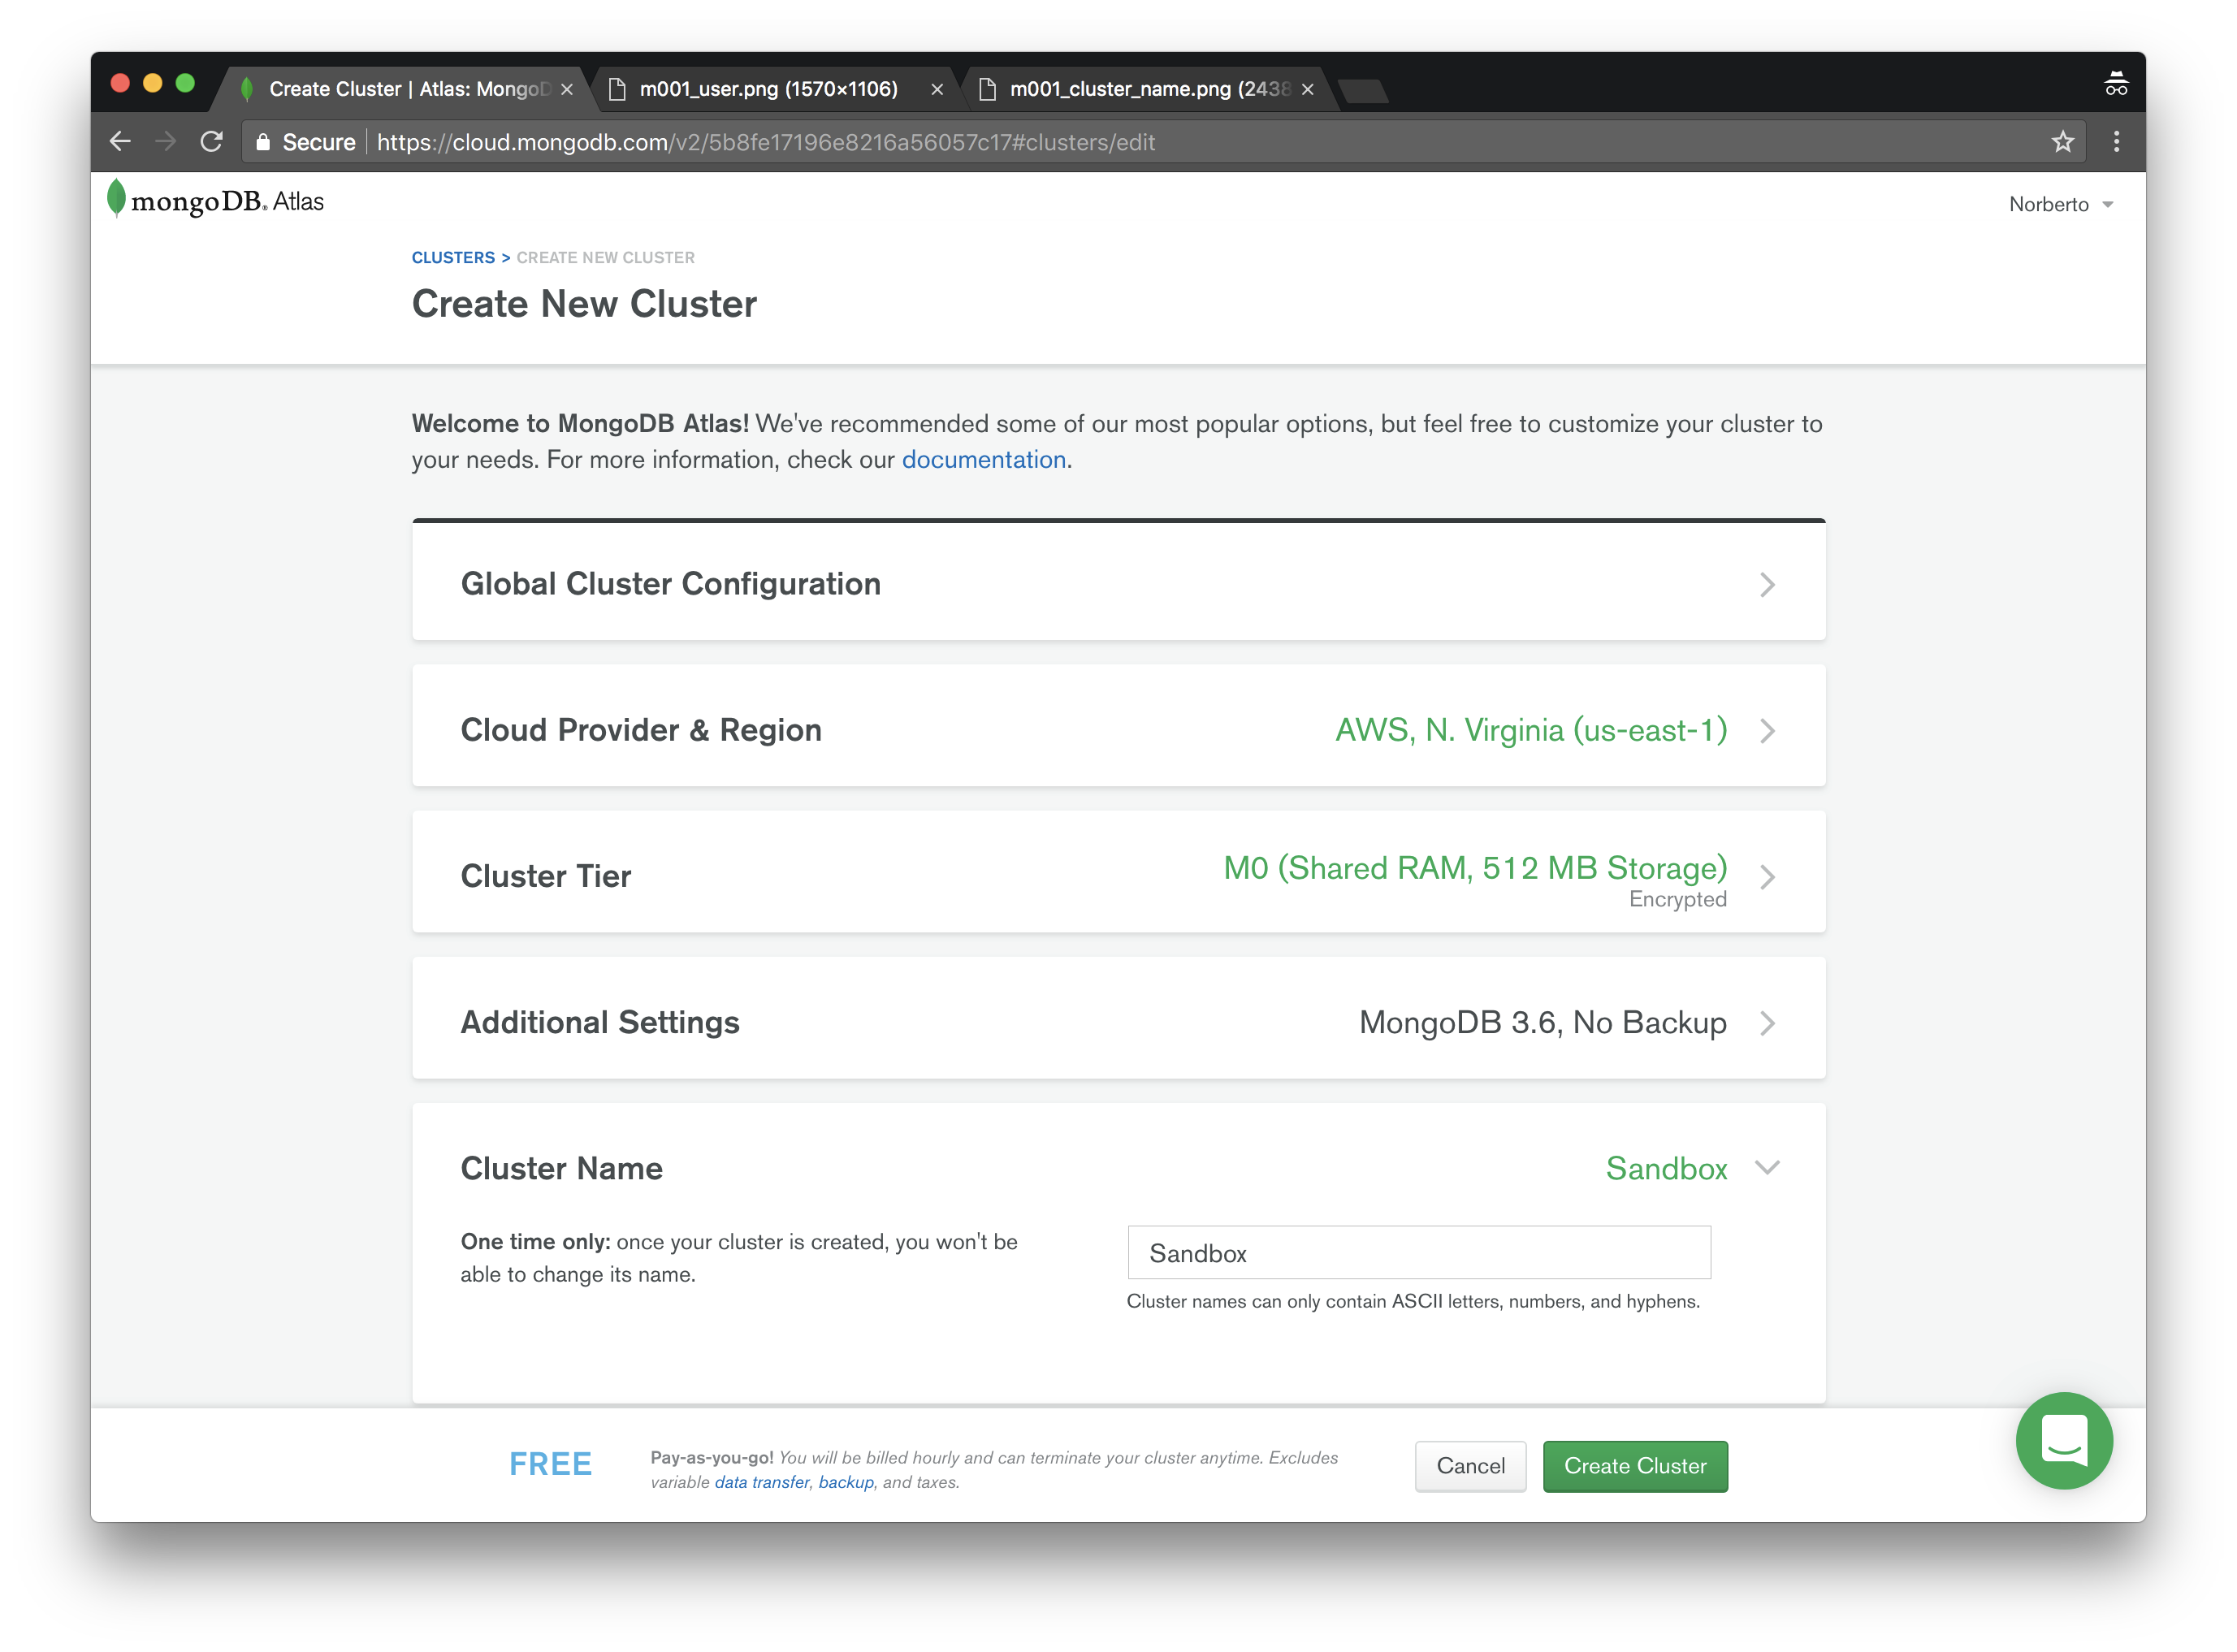 Create Cluster | Atlas: MongoD
m001_user.png (1570×1106)
m001_cluster_name.png (2438
Secure
https://cloud.mongodb.com/v2/5b8fe17196e8216a56057c17#clusters/edit
mongoDB. Atlas
Norberto
CLUSTERS > CREATE NEW CLUSTER
Create New Cluster
Welcome to MongoDB Atlas! We've recommended some of our most popular options, but feel free to customize your cluster to
your needs. For more information, check our documentation.
Global Cluster Configuration
Cloud Provider & Region
AWS, N. Virginia (us-east-1)
Cluster Tier
M0 (Shared RAM, 512 MB Storage)
Encrypted
Additional Settings
MongoDB 3.6, No Backup
Cluster Name
Sandbox
One time only: once your cluster is created, you won't be
able to change its name.
Sandbox
Cluster names can only contain ASCII letters, numbers, and hyphens.
FREE
Pay-as-you-go! You will be billed hourly and can terminate your cluster anytime. Excludes
variable data transfer, backup, and taxes.
Cancel
Create Cluster